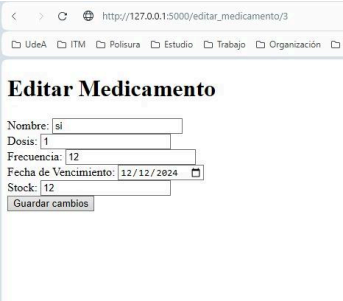 http://127.0.0.1:5000/editar_medicamento/3
UdeA ITM Polisura Estudio Trabajo Organización
Editar Medicamento
Nombre: si
Dosis: 1
Frecuencia: 12
Fecha de Vencimiento: 12/12/2024
Stock: 12
Guardar cambios